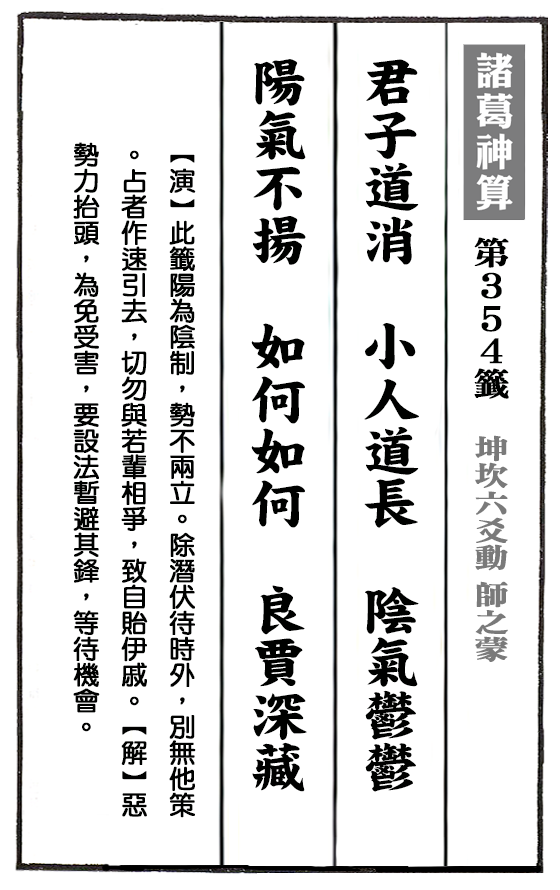 諸葛神算 第354籤 坤坎六爻動 師之蒙
君子道消 小人道長 陰氣鬱鬱
陽氣不揚 如何如何 良賈深藏
【演】此籤陽為陰制，勢不兩立。除潛伏待時外，別無他策
。占者作速引去，切勿與若輩相爭，致自貽伊戚。【解】惡
勢力抬頭，為免受害，要設法暫避其鋒，等待機會。